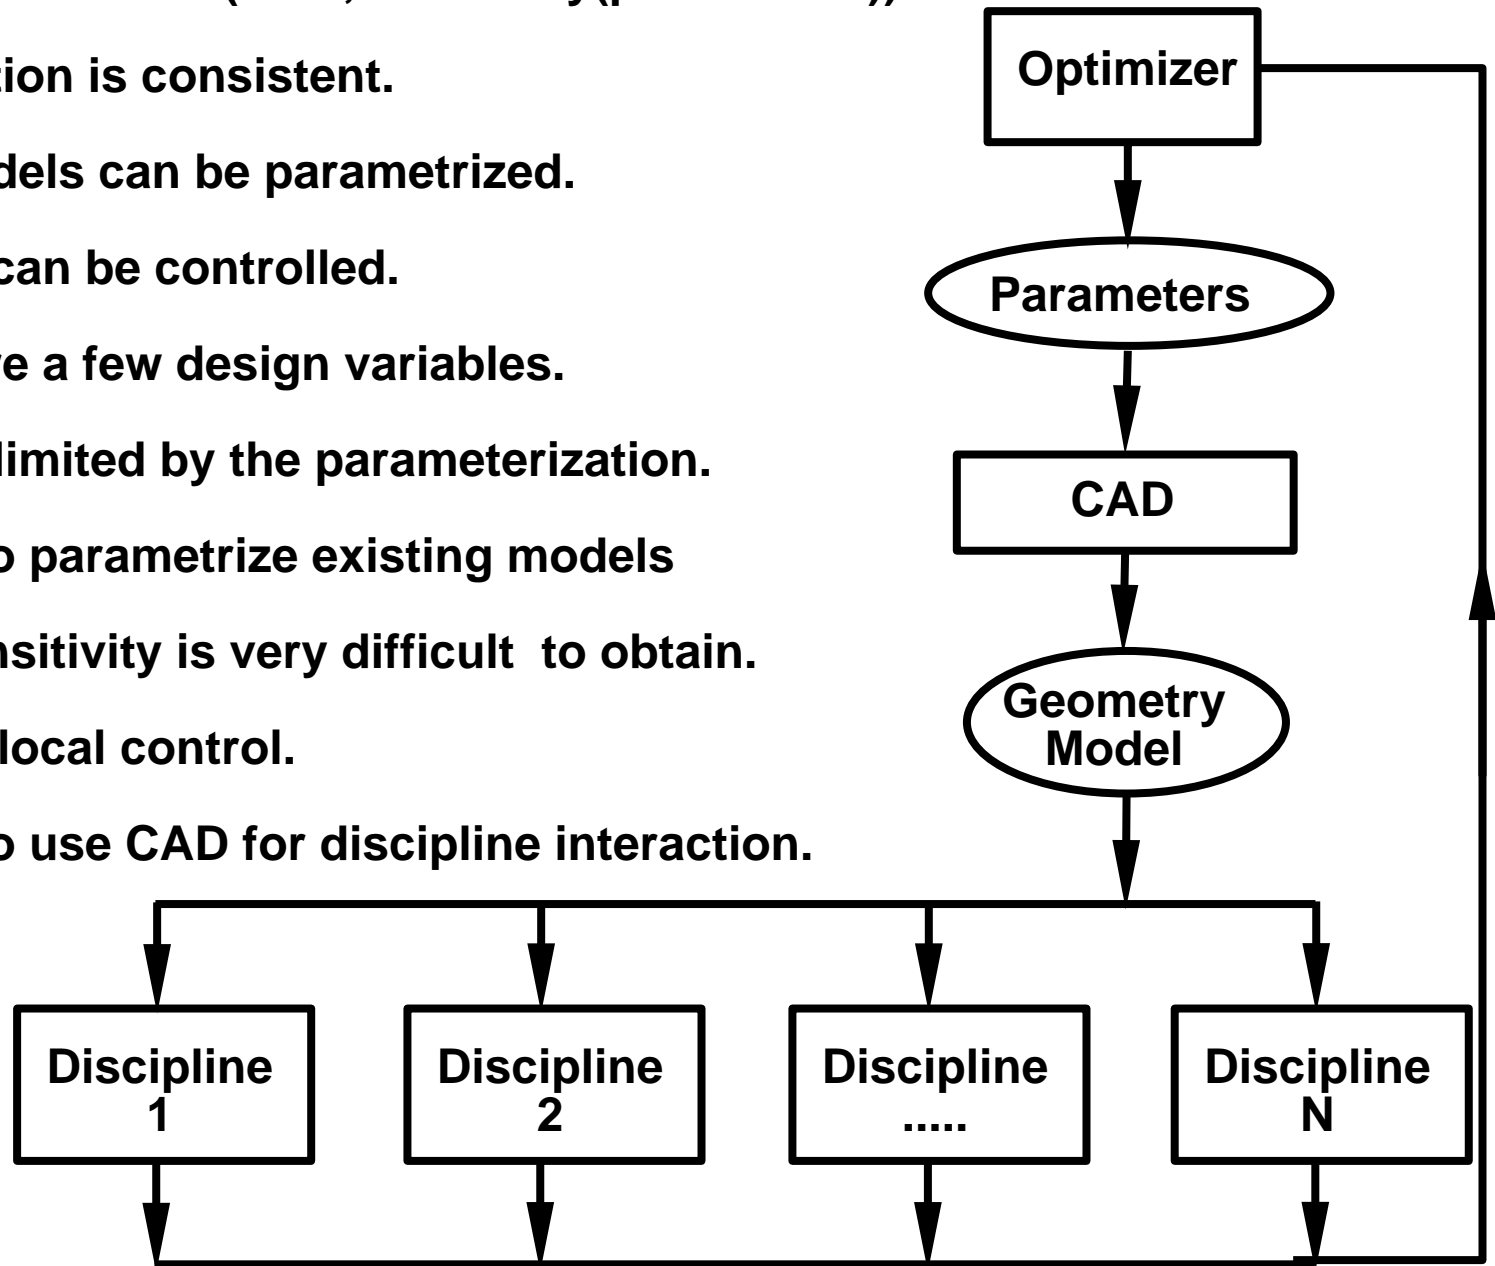 tion is consistent.
dels can be parametrized.
can be controlled.
e a few design variables.
limited by the parameterization.
o parametrize existing models
nsitivity is very difficult to obtain.
local control.
o use CAD for discipline interaction.
Optimizer
Parameters
CAD
Geometry
Model
Discipline
1
Discipline
2
Discipline
.....
Discipline
N